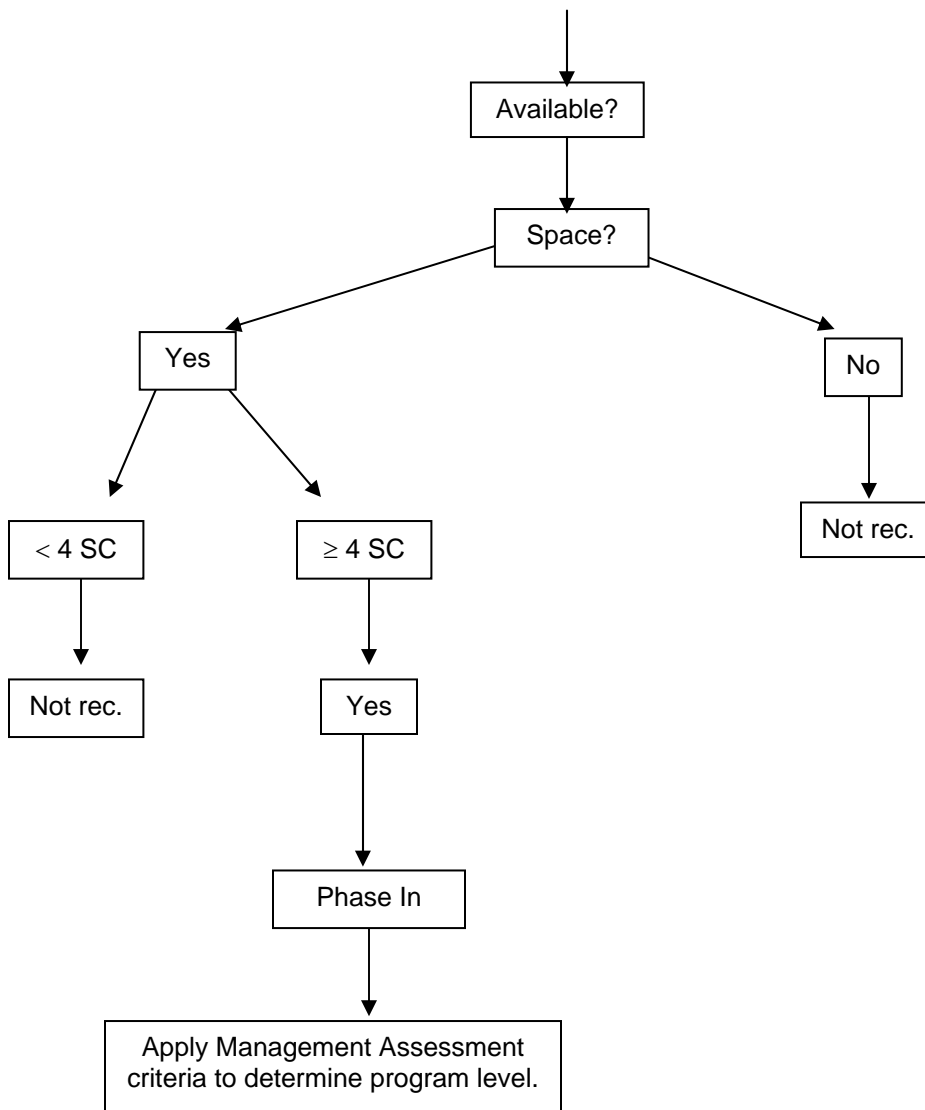 Available?
Space?
Yes
No
< 4 SC
≥ 4 SC
Not rec.
Not rec.
Yes
Phase In
Apply Management Assessment
criteria to determine program level.